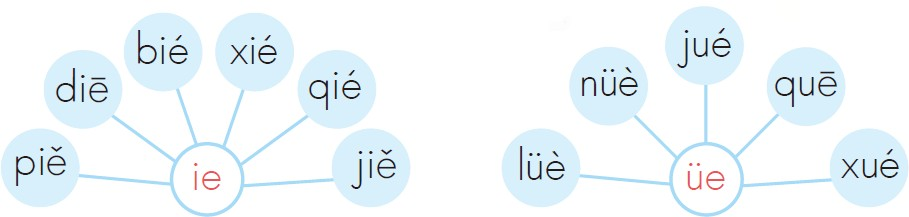 piě
diē
bié
xié
qié
jiě
ie
lüè
nüè
jué
quē
xué
üe